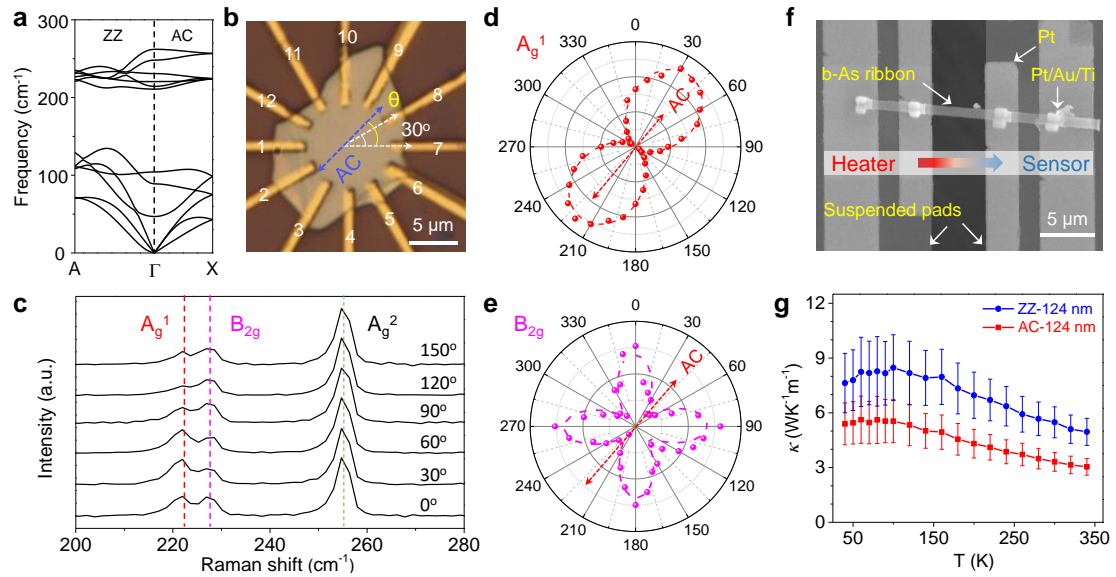 a
ZZ
AC
300
200
100
0
Frequency (cm⁻¹)
A
Γ
X
b
10
9
11
8
12
θ
30°
1
7
AC
2
6
3
4
5
5 μm
c
A_g^1
B_2g
A_g^2
150°
120°
90°
60°
30°
0°
Intensity (a.u.)
200
220
240
260
280
Raman shift (cm⁻¹)
d
A_g^1
0
330
30
300
60
AC
270
90
240
120
210
150
180
e
B_2g
0
330
30
300
60
AC
270
90
240
120
210
150
180
f
Pt
b-As ribbon
Pt/Au/Ti
Heater
Sensor
Suspended pads
5 μm
g
12
9
6
3
0
κ (WK⁻¹m⁻¹)
ZZ-124 nm
AC-124 nm
50
150
250
350
T (K)